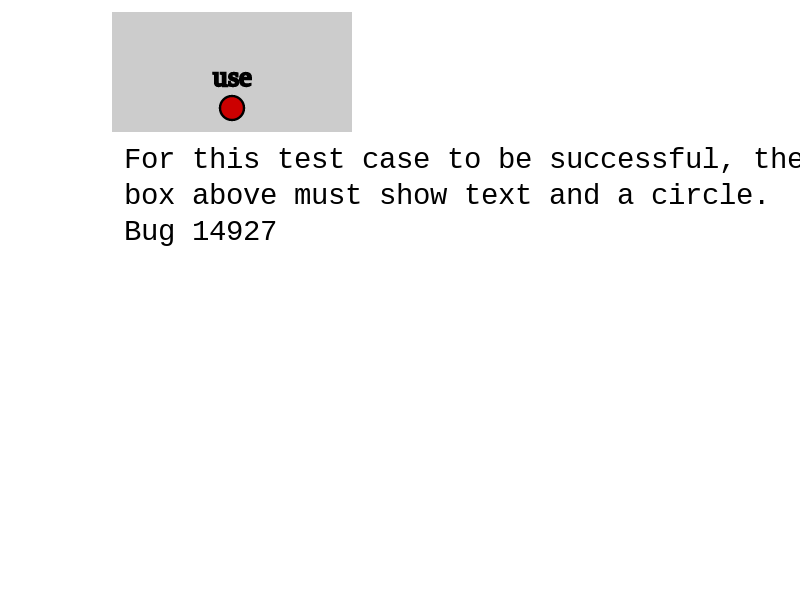 use
For this test case to be successful, the
box above must show text and a circle.
Bug 14927